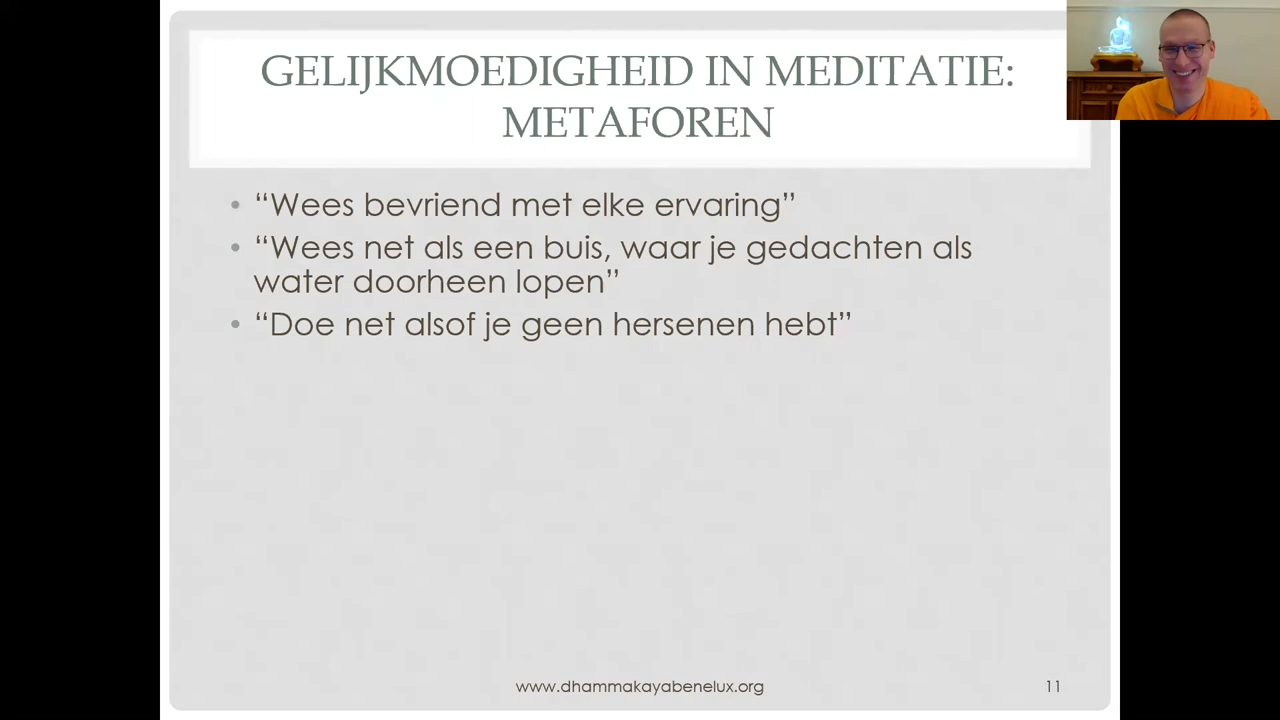 GELIJKMOEDIGHEID IN MEDITATIE:
METAFOREN
• “Wees bevriend met elke ervaring”
• “Wees net als een buis, waar je gedachten als
water doorheen lopen”
• “Doe net alsof je geen hersenen hebt”
www.dhammakayabenelux.org
11